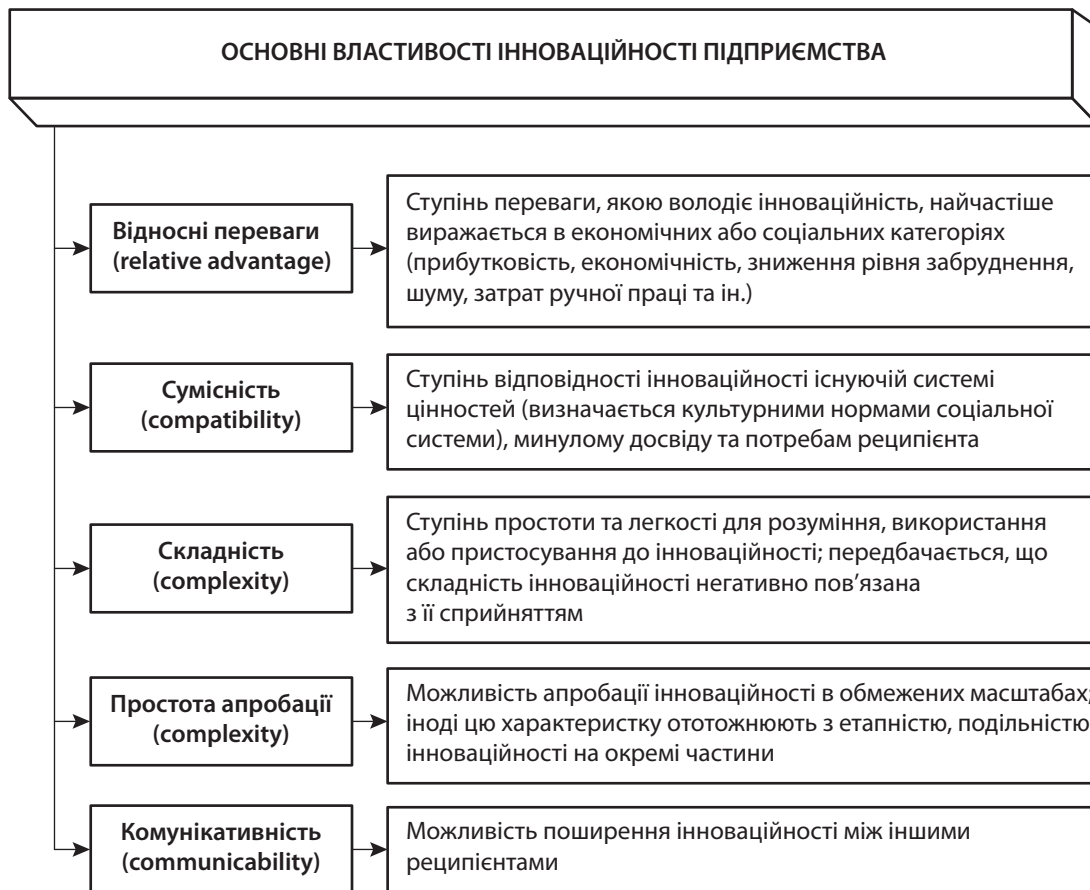 ОСНОВНІ ВЛАСТИВОСТІ ІННОВАЦІЙНОСТІ ПІДПРИЄМСТВА
Відносні переваги
(relative advantage)
Ступінь переваги, якою володіє інноваційність, найчастіше
виражається в економічних або соціальних категоріях
(прибутковість, економічність, зниження рівня забруднення,
шуму, затрат ручної праці та ін.)
Сумісність
(compatibility)
Ступінь відповідності інноваційності існуючій системі
цінностей (визначається культурними нормами соціальної
системи), минулому досвіду та потребам реципієнта
Складність
(complexity)
Ступінь простоти та легкості для розуміння, використання
або пристосування до інноваційності; передбачається, що
складність інноваційності негативно пов’язана
з її сприйняттям
Простота апробації
(complexity)
Можливість апробації інноваційності в обмежених масштабах;
іноді цю характеристику ототожнюють з етапністю, подільністю
інноваційності на окремі частини
Комунікативність
(communicability)
Можливість поширення інноваційності між іншими
реципієнтами